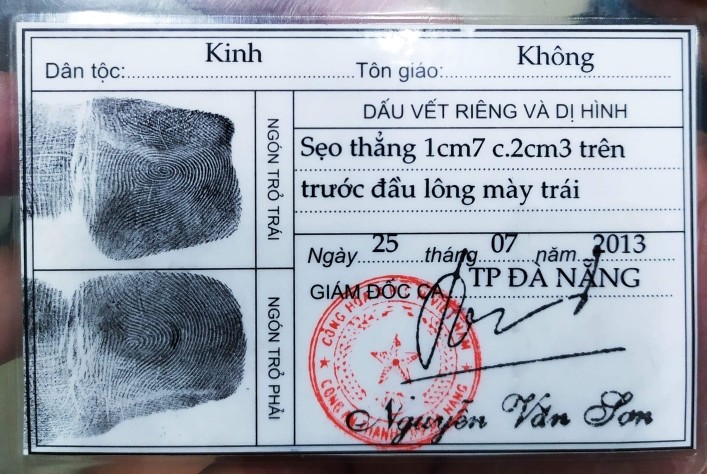 Dân tộc: Kinh Tôn giáo: Không
NGÓN TRỎ TRÁI
NGÓN TRỎ PHẢI
DẤU VẾT RIÊNG VÀ DỊ HÌNH
Sẹo thẳng 1cm7 c.2cm3 trên
trước đầu lông mày trái
Ngày 25 tháng 07 năm 2013
GIÁM ĐỐC CA TP ĐÀ NẴNG
Nguyễn Văn Sơn